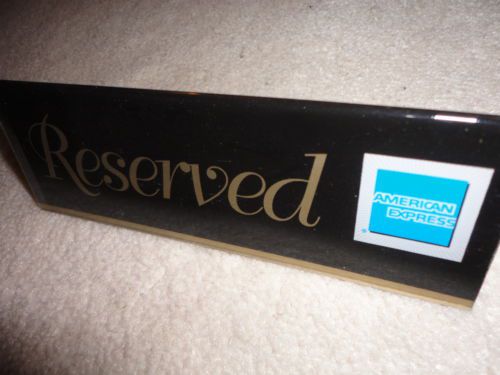 Reserved
AMERICAN
EXPRESS
®